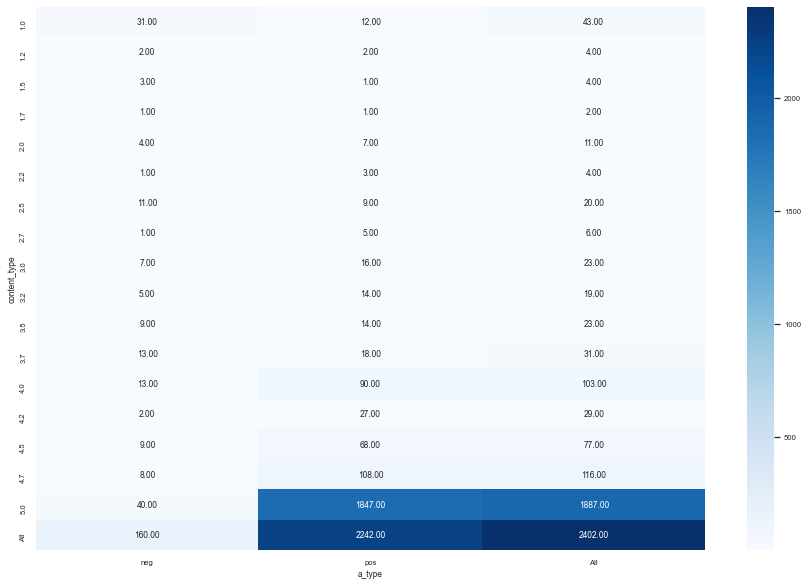 1.0 31.00 12.00 43.00
1.2 2.00 2.00 4.00
1.5 3.00 1.00 4.00
1.7 1.00 1.00 2.00
2.0 4.00 7.00 11.00
2.2 1.00 3.00 4.00
2.5 11.00 9.00 20.00
2.7 1.00 5.00 6.00
3.0 7.00 16.00 23.00
3.2 5.00 14.00 19.00
3.5 9.00 14.00 23.00
3.7 13.00 18.00 31.00
4.0 13.00 90.00 103.00
4.2 2.00 27.00 29.00
4.5 9.00 68.00 77.00
4.7 8.00 108.00 116.00
5.0 40.00 1847.00 1887.00
All 160.00 2242.00 2402.00
neg pos All
a_type
content_type
2000
1500
1000
500